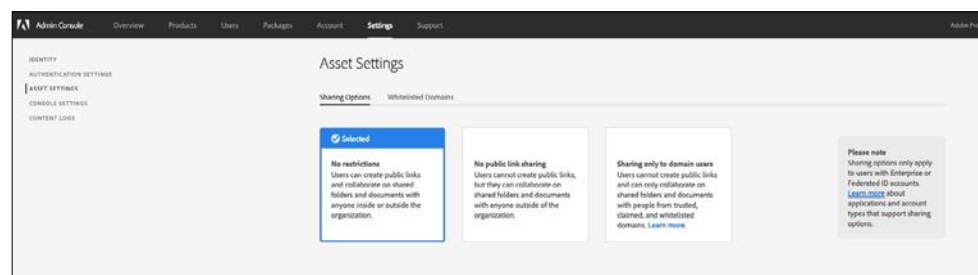 Admin Console Overview Products Users Packages Account Settings Support Adobe Pro
IDENTITY
AUTHENTICATION SETTINGS
ASSET SETTINGS
CONSOLE SETTINGS
CONTENT LOGS
Asset Settings
Sharing Options Whitelisted Domains
Selected
No restrictions
Users can create public links
and collaborate on shared
folders and documents with
anyone inside or outside the
organization.
No public link sharing
Users cannot create public links,
but they can collaborate on
shared folders and documents
with anyone outside of the
organization.
Sharing only to domain users
Users cannot create public links
and can only collaborate on
shared folders and documents
with people from trusted,
claimed, and whitelisted
domains. Learn more.
Please note
Sharing options only apply
to users with Enterprise or
Federated ID accounts.
Learn more about
applications and account
types that support sharing
options.